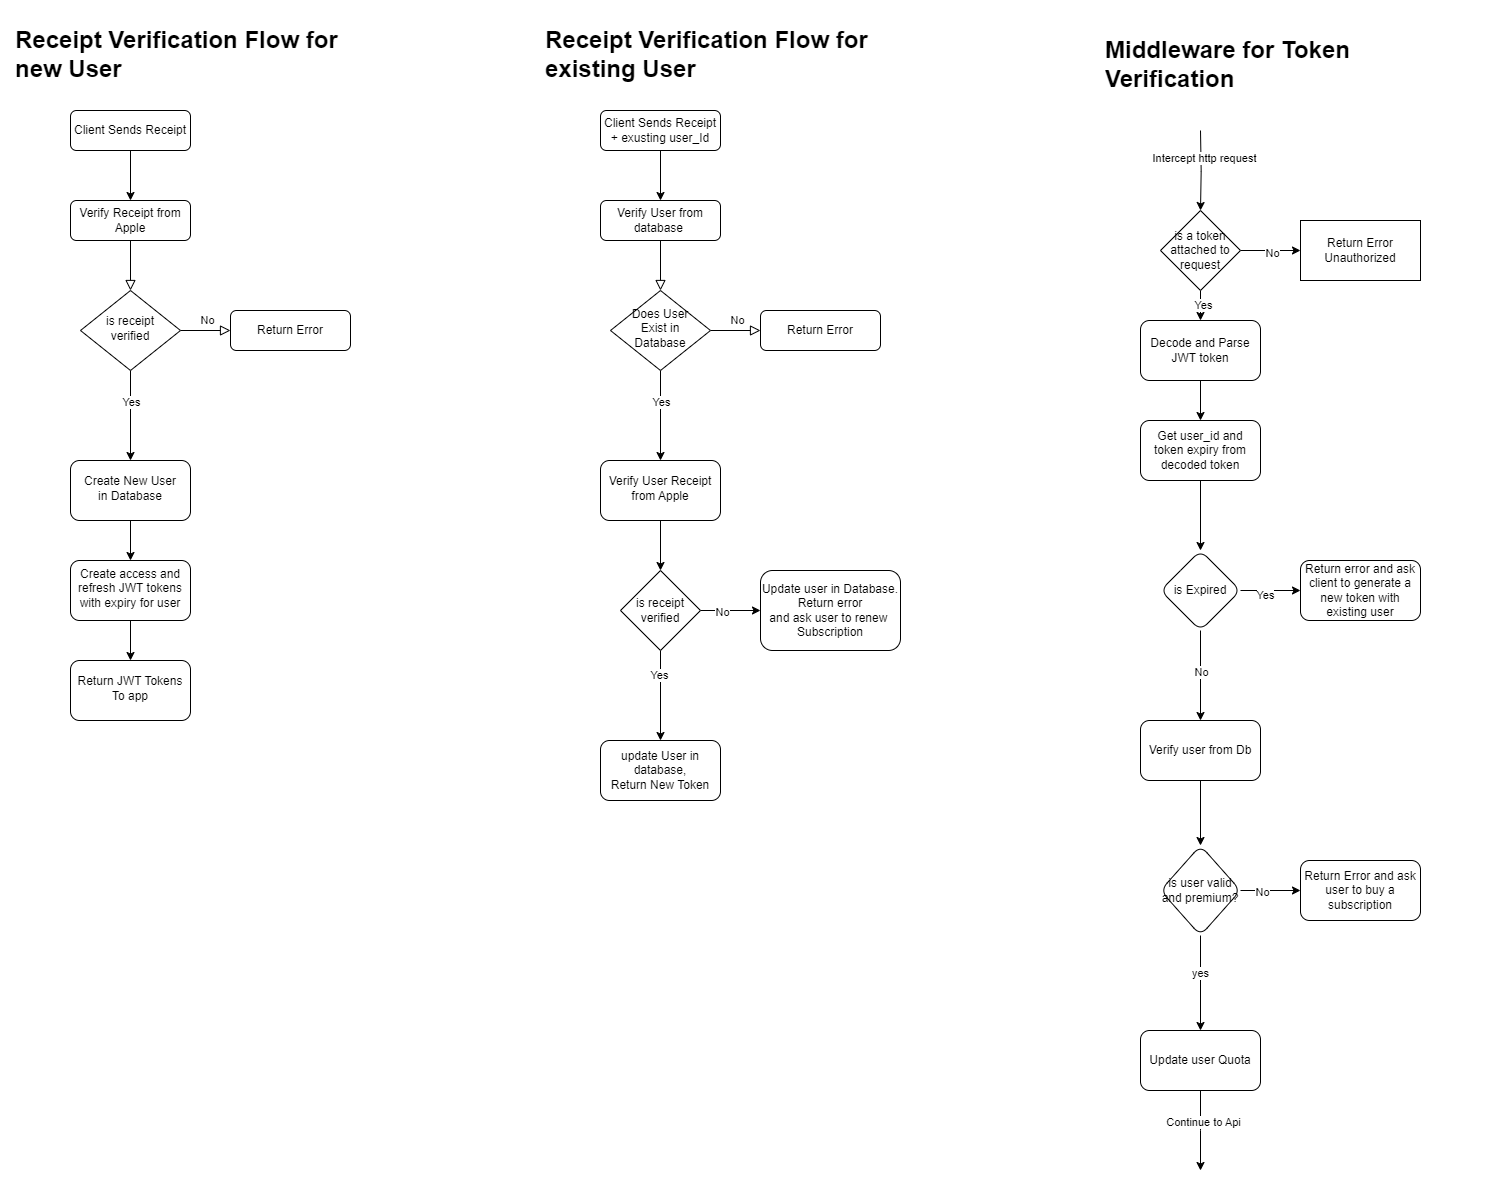 Receipt Verification Flow for
new User
Client Sends Receipt
Verify Receipt from
Apple
is receipt
verified
No
Return Error
Yes
Create New User
in Database
Create access and
refresh JWT tokens
with expiry for user
Return JWT Tokens
To app
Receipt Verification Flow for
existing User
Client Sends Receipt
+ exusting user_Id
Verify User from
database
Does User
Exist in
Database
No
Return Error
Yes
Verify User Receipt
from Apple
is receipt
verified
No
Update user in Database.
Return error
and ask user to renew
Subscription
Yes
update User in
database,
Return New Token
Middleware for Token
Verification
Intercept http request
is a token
attached to
request
No
Return Error
Unauthorized
Yes
Decode and Parse
JWT token
Get user_id and
token expiry from
decoded token
is Expired
Yes
Return error and ask
client to generate a
new token with
existing user
No
Verify user from Db
is user valid
and premium?
No
Return Error and ask
user to buy a
subscription
yes
Update user Quota
Continue to Api